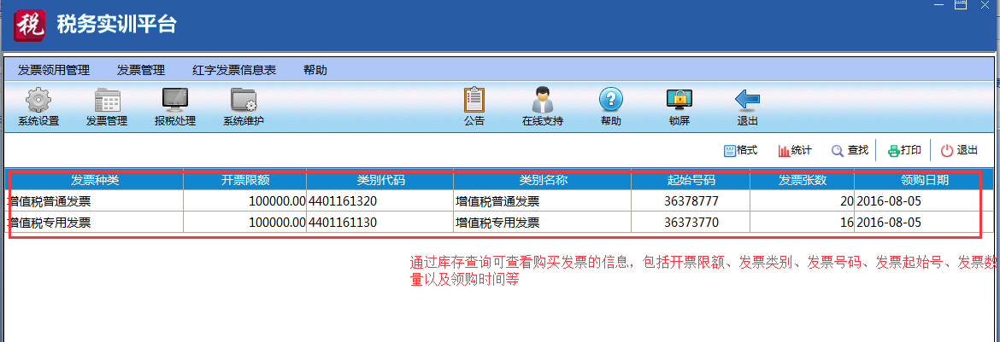 税 税务实训平台
发票领用管理 发票管理 红字发票信息表 帮助
系统设置 发票管理 报税处理 系统维护 公告 在线支持 帮助 锁屏 退出
格式 统计 查找 打印 退出
发票种类 开票限额 类别代码 类别名称 起始号码 发票张数 领购日期
增值税普通发票 100000.00 4401161320 增值税普通发票 36378777 20 2016-08-05
增值税专用发票 100000.00 4401161130 增值税专用发票 36373770 16 2016-08-05
通过库存查询可查看购买发票的信息，包括开票限额、发票类别、发票号码、发票起始号、发票数
量以及领购时间等